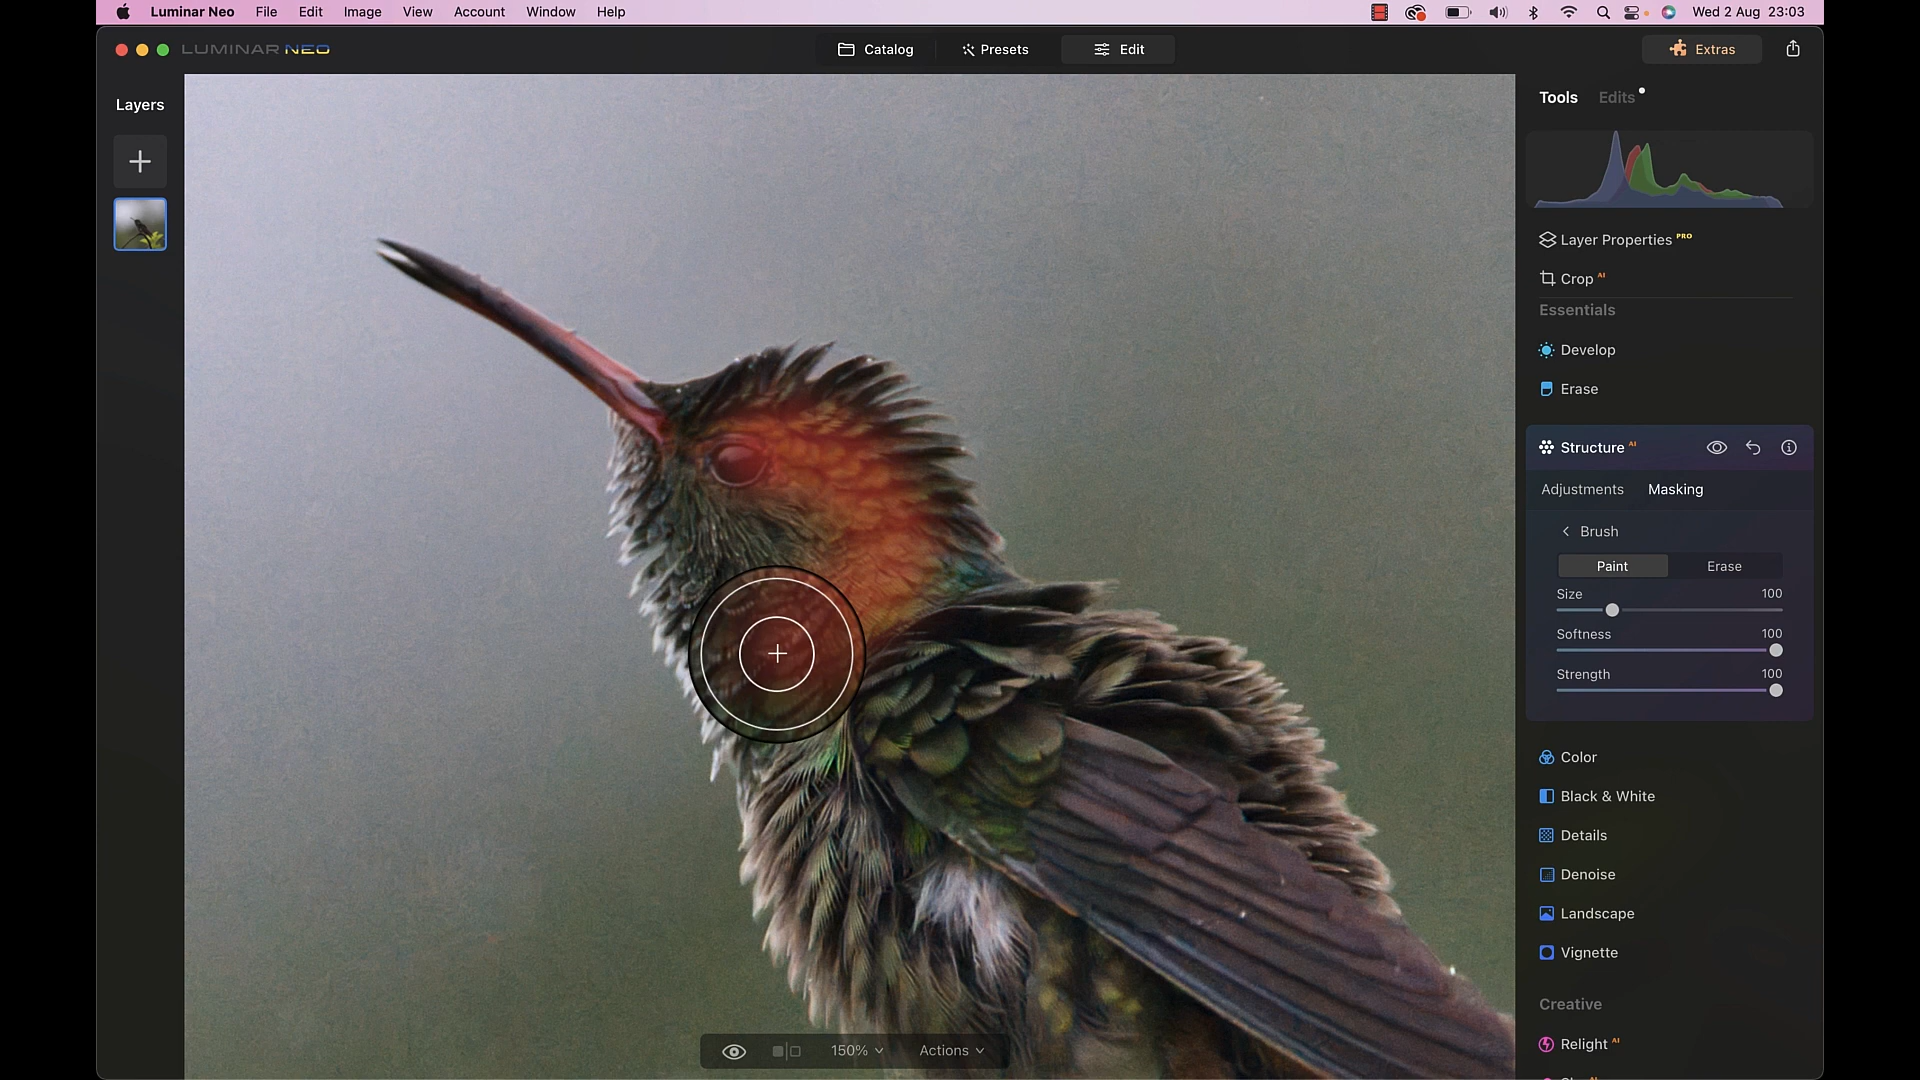 Luminar Neo File Edit Image View Account Window Help Wed 2 Aug 23:03
LUMINAR NEO Catalog Presets Edit Extras
Layers
Tools Edits
Layer Properties PRO
Crop AI
Essentials
Develop
Erase
Structure AI
Adjustments Masking
Brush
Paint Erase
Size 100
Softness 100
Strength 100
Color
Black & White
Details
Denoise
Landscape
Vignette
Creative
Relight AI
150% Actions